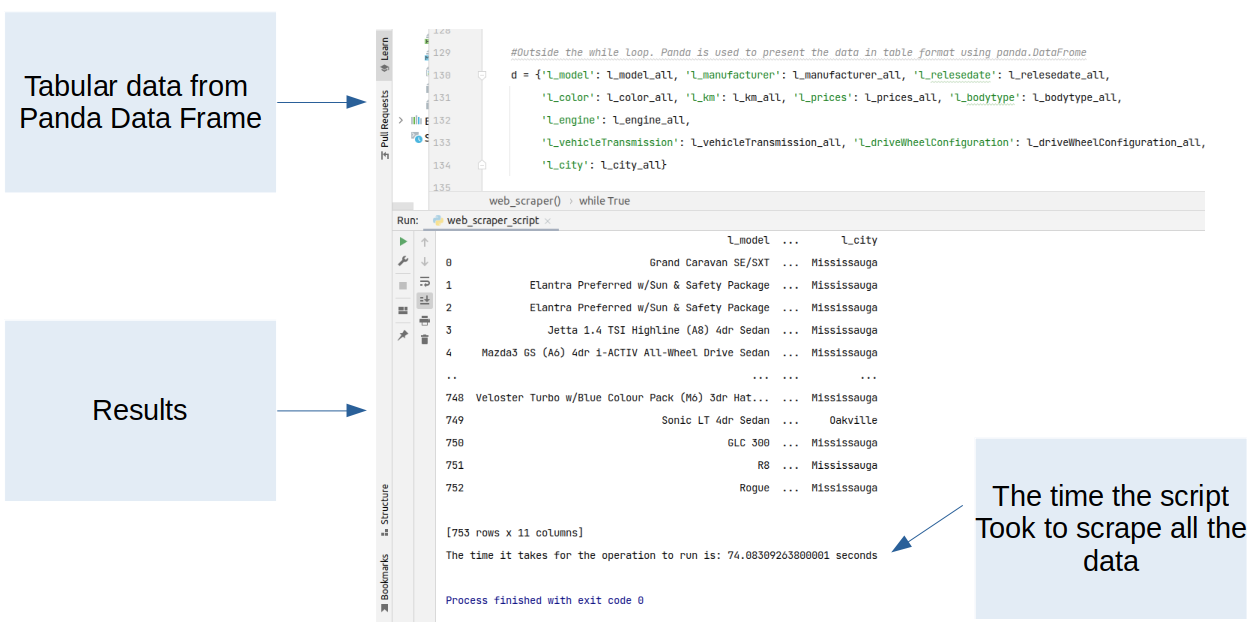 Tabular data from
Panda Data Frame
Results
The time the script
Took to scrape all the
data
Learn
Pull Requests
Structure
Bookmarks
128
129 #Outside the while loop. Panda is used to present the data in table format using panda.DataFrome
130 d = {'l_model': l_model_all, 'l_manufacturer': l_manufacturer_all, 'l_relesedate': l_relesedate_all,
131 'l_color': l_color_all, 'l_km': l_km_all, 'l_prices': l_prices_all, 'l_bodytype': l_bodytype_all,
132 'l_engine': l_engine_all,
133 'l_vehicleTransmission': l_vehicleTransmission_all, 'l_driveWheelConfiguration': l_driveWheelConfiguration_all,
134 'l_city': l_city_all}
135
web_scraper() › while True
Run: web_scraper_script ×
l_model ... l_city
0 Grand Caravan SE/SXT ... Mississauga
1 Elantra Preferred w/Sun & Safety Package ... Mississauga
2 Elantra Preferred w/Sun & Safety Package ... Mississauga
3 Jetta 1.4 TSI Highline (A8) 4dr Sedan ... Mississauga
4 Mazda3 GS (A6) 4dr i-ACTIV All-Wheel Drive Sedan ... Mississauga
.. ... ... ...
748 Veloster Turbo w/Blue Colour Pack (M6) 3dr Hat... ... Mississauga
749 Sonic LT 4dr Sedan ... Oakville
750 GLC 300 ... Mississauga
751 R8 ... Mississauga
752 Rogue ... Mississauga
[753 rows x 11 columns]
The time it takes for the operation to run is: 74.08309263800001 seconds
Process finished with exit code 0